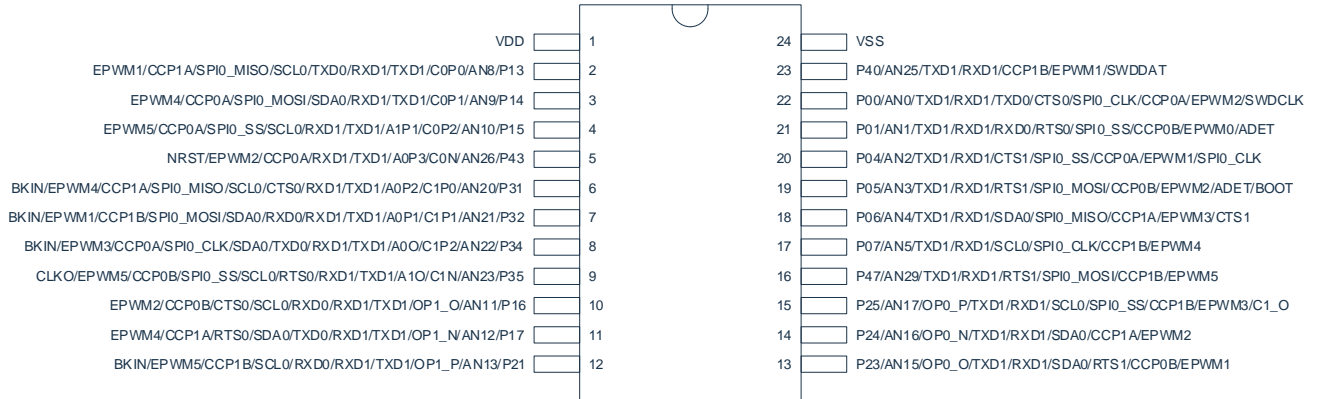 VDD 1 24 VSS
EPWM1/CCP1A/SPI0_MISO/SCL0/TXD0/RXD1/TXD1/C0P0/AN8/P13 2 23 P40/AN25/TXD1/RXD1/CCP1B/EPWM1/SWDDAT
EPWM4/CCP0A/SPI0_MOSI/SDA0/RXD1/TXD1/C0P1/AN9/P14 3 22 P00/AN0/TXD1/RXD1/TXD0/CTS0/SPI0_CLK/CCP0A/EPWM2/SWDCLK
EPWM5/CCP0A/SPI0_SS/SCL0/RXD1/TXD1/A1P1/C0P2/AN10/P15 4 21 P01/AN1/TXD1/RXD1/RXD0/RTS0/SPI0_SS/CCP0B/EPWM0/ADET
NRST/EPWM2/CCP0A/RXD1/TXD1/A0P3/C0N/AN26/P43 5 20 P04/AN2/TXD1/RXD1/CTS1/SPI0_SS/CCP0A/EPWM1/SPI0_CLK
BKIN/EPWM4/CCP1A/SPI0_MISO/SCL0/CTS0/RXD1/TXD1/A0P2/C1P0/AN20/P31 6 19 P05/AN3/TXD1/RXD1/RTS1/SPI0_MOSI/CCP0B/EPWM2/ADET/BOOT
BKIN/EPWM1/CCP1B/SPI0_MOSI/SDA0/RXD0/RXD1/TXD1/A0P1/C1P1/AN21/P32 7 18 P06/AN4/TXD1/RXD1/SDA0/SPI0_MISO/CCP1A/EPWM3/CTS1
BKIN/EPWM3/CCP0A/SPI0_CLK/SDA0/TXD0/RXD1/TXD1/A0O/C1P2/AN22/P34 8 17 P07/AN5/TXD1/RXD1/SCL0/SPI0_CLK/CCP1B/EPWM4
CLKO/EPWM5/CCP0B/SPI0_SS/SCL0/RTS0/RXD1/TXD1/A1O/C1N/AN23/P35 9 16 P47/AN29/TXD1/RXD1/RTS1/SPI0_MOSI/CCP1B/EPWM5
EPWM2/CCP0B/CTS0/SCL0/RXD0/RXD1/TXD1/OP1_O/AN11/P16 10 15 P25/AN17/OP0_P/TXD1/RXD1/SCL0/SPI0_SS/CCP1B/EPWM3/C1_O
EPWM4/CCP1A/RTS0/SDA0/TXD0/RXD1/TXD1/OP1_N/AN12/P17 11 14 P24/AN16/OP0_N/TXD1/RXD1/SDA0/CCP1A/EPWM2
BKIN/EPWM5/CCP1B/SCL0/RXD0/RXD1/TXD1/OP1_P/AN13/P21 12 13 P23/AN15/OP0_O/TXD1/RXD1/SDA0/RTS1/CCP0B/EPWM1